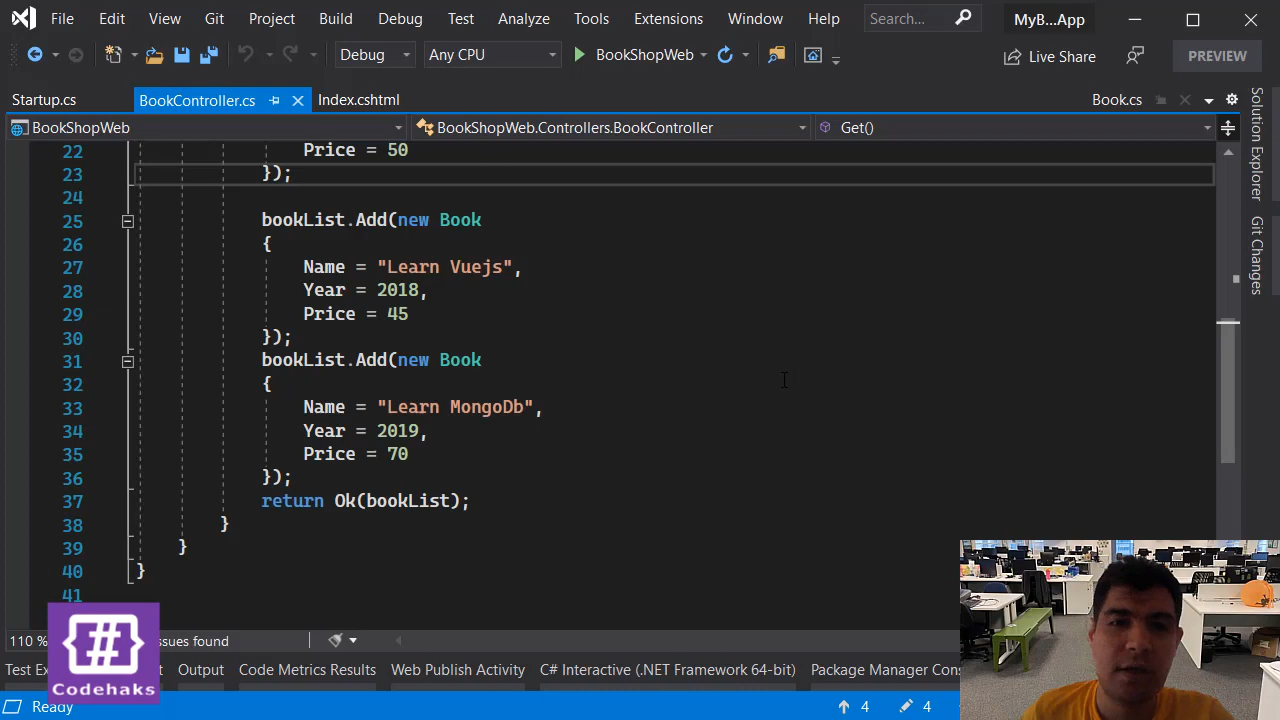 File Edit View Git Project Build Debug Test Analyze Tools Extensions Window Help Search... MyB...App
Debug Any CPU BookShopWeb Live Share PREVIEW
Startup.cs BookController.cs Index.cshtml Book.cs
BookShopWeb BookShopWeb.Controllers.BookController Get()
22 Price = 50
23 });
24
25 bookList.Add(new Book
26 {
27 Name = "Learn Vuejs",
28 Year = 2018,
29 Price = 45
30 });
31 bookList.Add(new Book
32 {
33 Name = "Learn MongoDb",
34 Year = 2019,
35 Price = 70
36 });
37 return Ok(bookList);
38 }
39 }
40 }
41
110 % ssues found
Test Ex Output Code Metrics Results Web Publish Activity C# Interactive (.NET Framework 64-bit) Package Manager Cons
Ready 4 4
Solution Explorer
Git Changes
{#}
Codehaks